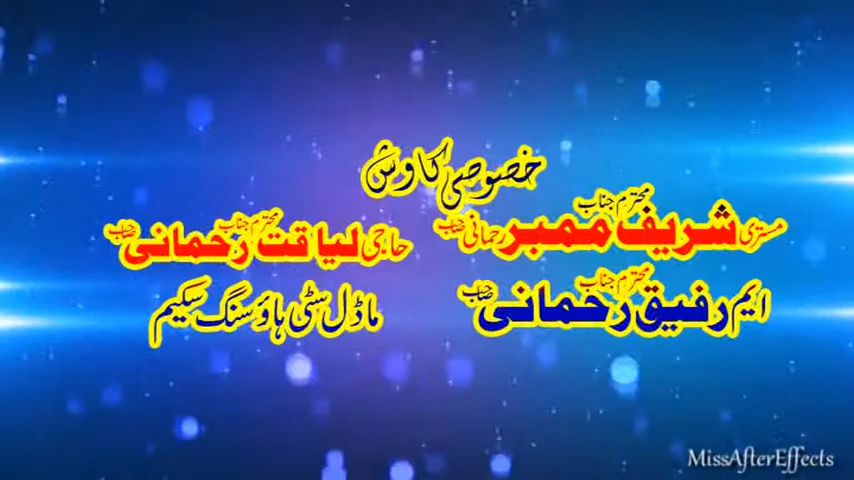 خصوصی کاوش
محترم جناب
مستری شریف ممبر رحمانی صاحب
محترم جناب
حاجی لیاقت رحمانی صاحب
محترم جناب
ایم رفیق رحمانی صاحب
ماڈل سٹی ہاؤسنگ سکیم
MissAfterEffects